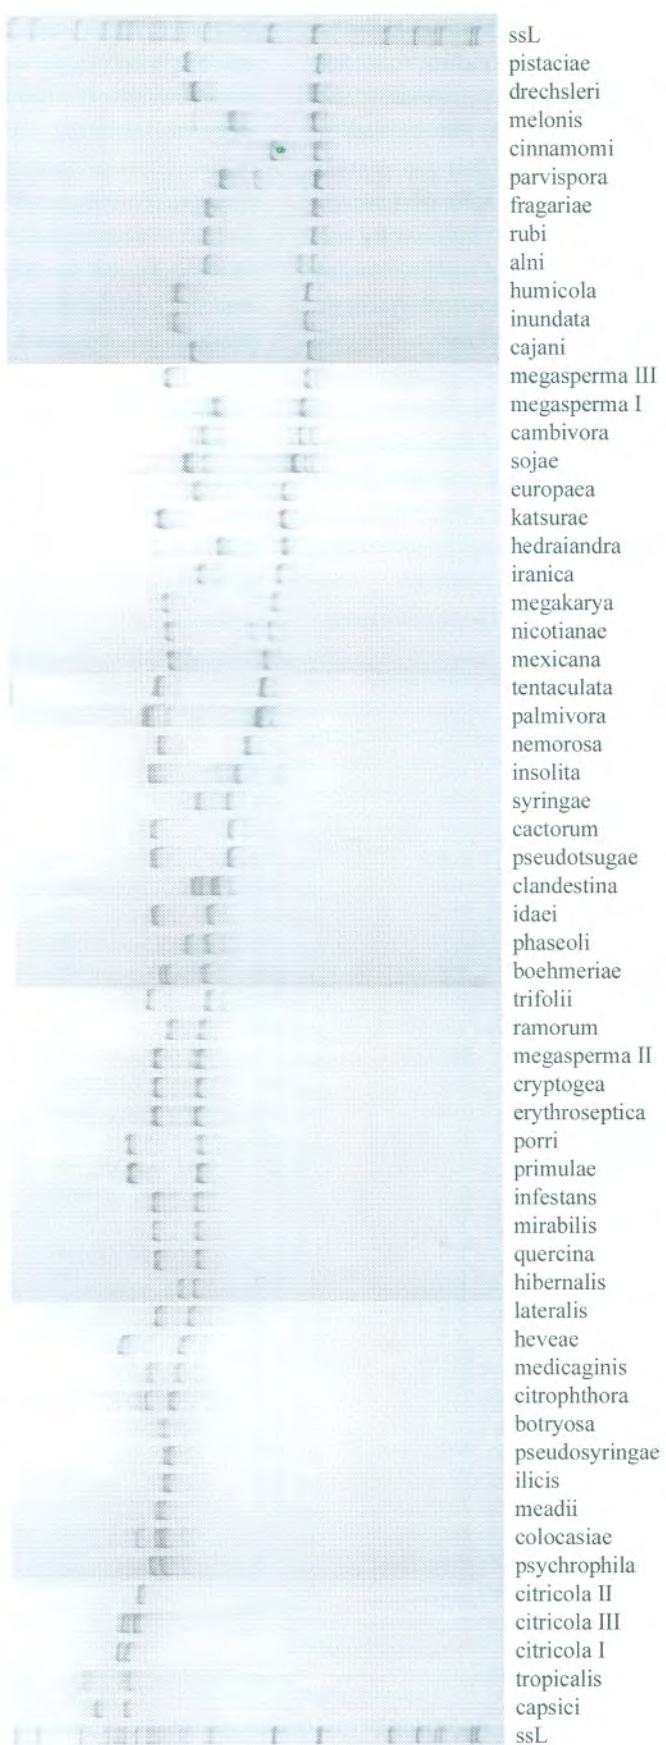 ssL
pistaciae
drechsleri
melonis
cinnamomi
parvispora
fragariae
rubi
alni
humicola
inundata
cajani
megasperma III
megasperma I
cambivora
sojae
europaea
katsurae
hedraiandra
iranica
megakarya
nicotianae
mexicana
tentaculata
palmivora
nemorosa
insolita
syringae
cactorum
pseudotsugae
clandestina
idaei
phaseoli
boehmeriae
trifolii
ramorum
megasperma II
cryptogea
erythroseptica
porri
primulae
infestans
mirabilis
quercina
hibernalis
lateralis
heveae
medicaginis
citrophthora
botryosa
pseudosyringae
ilicis
meadii
colocasiae
psychrophila
citricola II
citricola III
citricola I
tropicalis
capsici
ssL